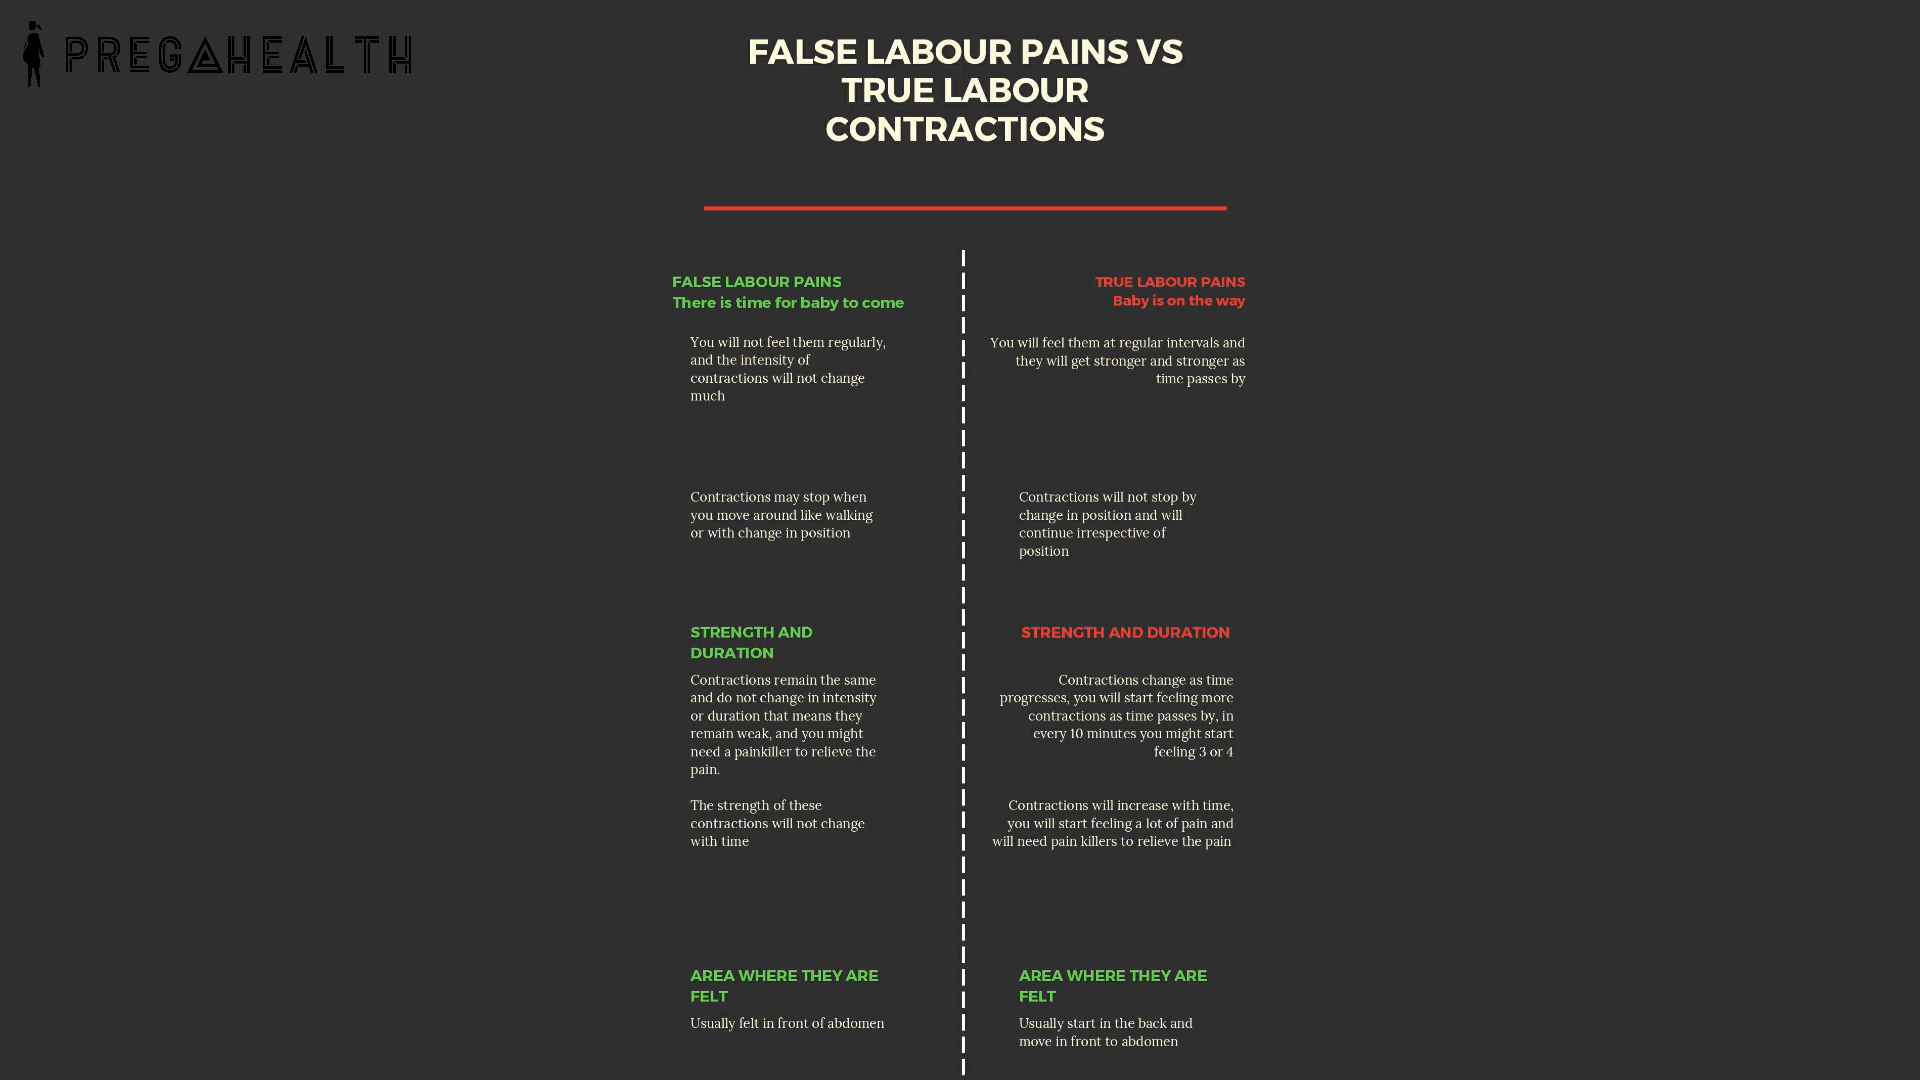 PREGAHEALTH
FALSE LABOUR PAINS VS
TRUE LABOUR
CONTRACTIONS
FALSE LABOUR PAINS
There is time for baby to come
You will not feel them regularly,
and the intensity of
contractions will not change
much
Contractions may stop when
you move around like walking
or with change in position
STRENGTH AND
DURATION
Contractions remain the same
and do not change in intensity
or duration that means they
remain weak, and you might
need a painkiller to relieve the
pain.
The strength of these
contractions will not change
with time
AREA WHERE THEY ARE
FELT
Usually felt in front of abdomen
TRUE LABOUR PAINS
Baby is on the way
You will feel them at regular intervals and
they will get stronger and stronger as
time passes by
Contractions will not stop by
change in position and will
continue irrespective of
position
STRENGTH AND DURATION
Contractions change as time
progresses, you will start feeling more
contractions as time passes by, in
every 10 minutes you might start
feeling 3 or 4
Contractions will increase with time,
you will start feeling a lot of pain and
will need pain killers to relieve the pain
AREA WHERE THEY ARE
FELT
Usually start in the back and
move in front to abdomen